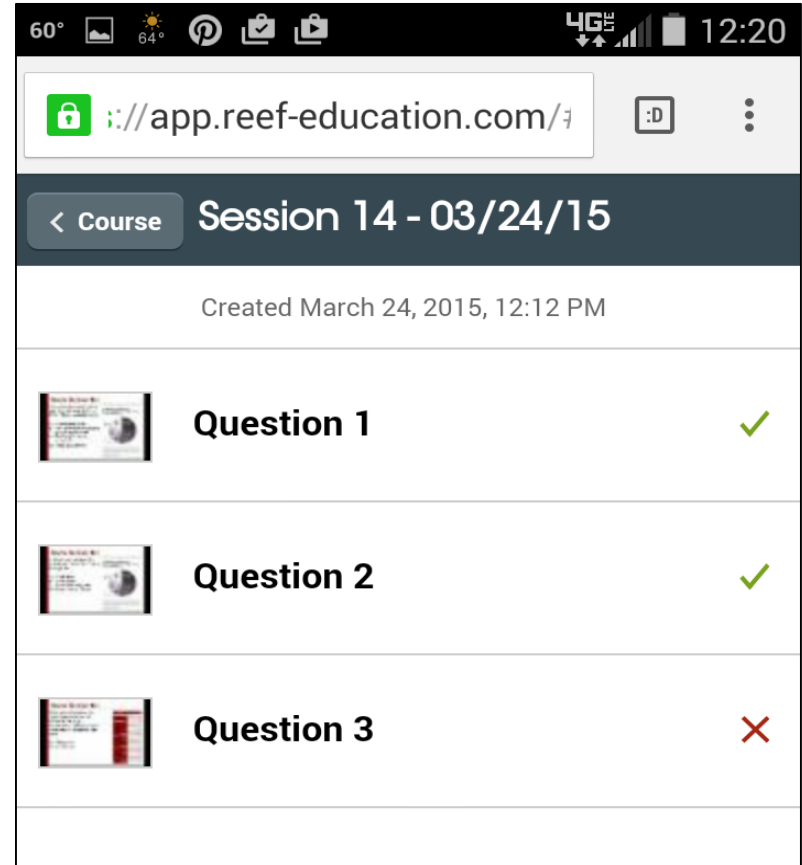 60° 64° 4G LTE 12:20
://app.reef-education.com/# :D
< Course Session 14 - 03/24/15
Created March 24, 2015, 12:12 PM
Question 1
Question 2
Question 3